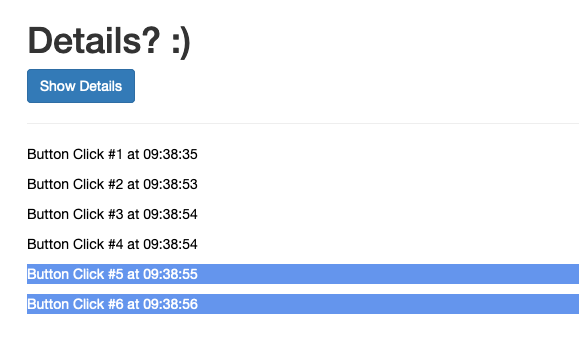 Details? :)
Show Details
Button Click #1 at 09:38:35
Button Click #2 at 09:38:53
Button Click #3 at 09:38:54
Button Click #4 at 09:38:54
Button Click #5 at 09:38:55
Button Click #6 at 09:38:56